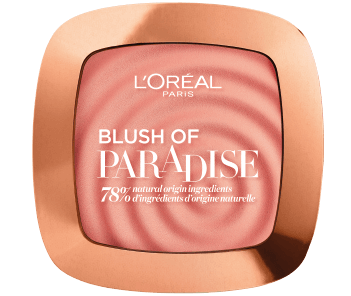 L'ORÉAL
PARIS
BLUSH OF
PARADISE
78% natural origin ingredients
d'ingrédients d'origine naturelle